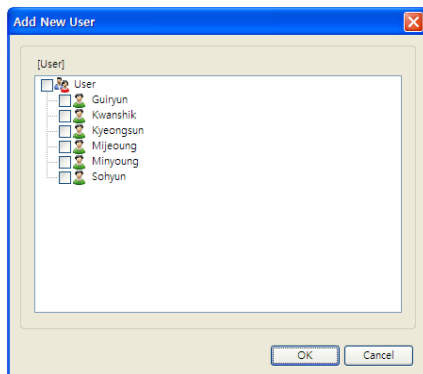 Add New User
[User]
User
Guiryun
Kwanshik
Kyeongsun
Mijeoung
Minyoung
Sohyun
OK Cancel